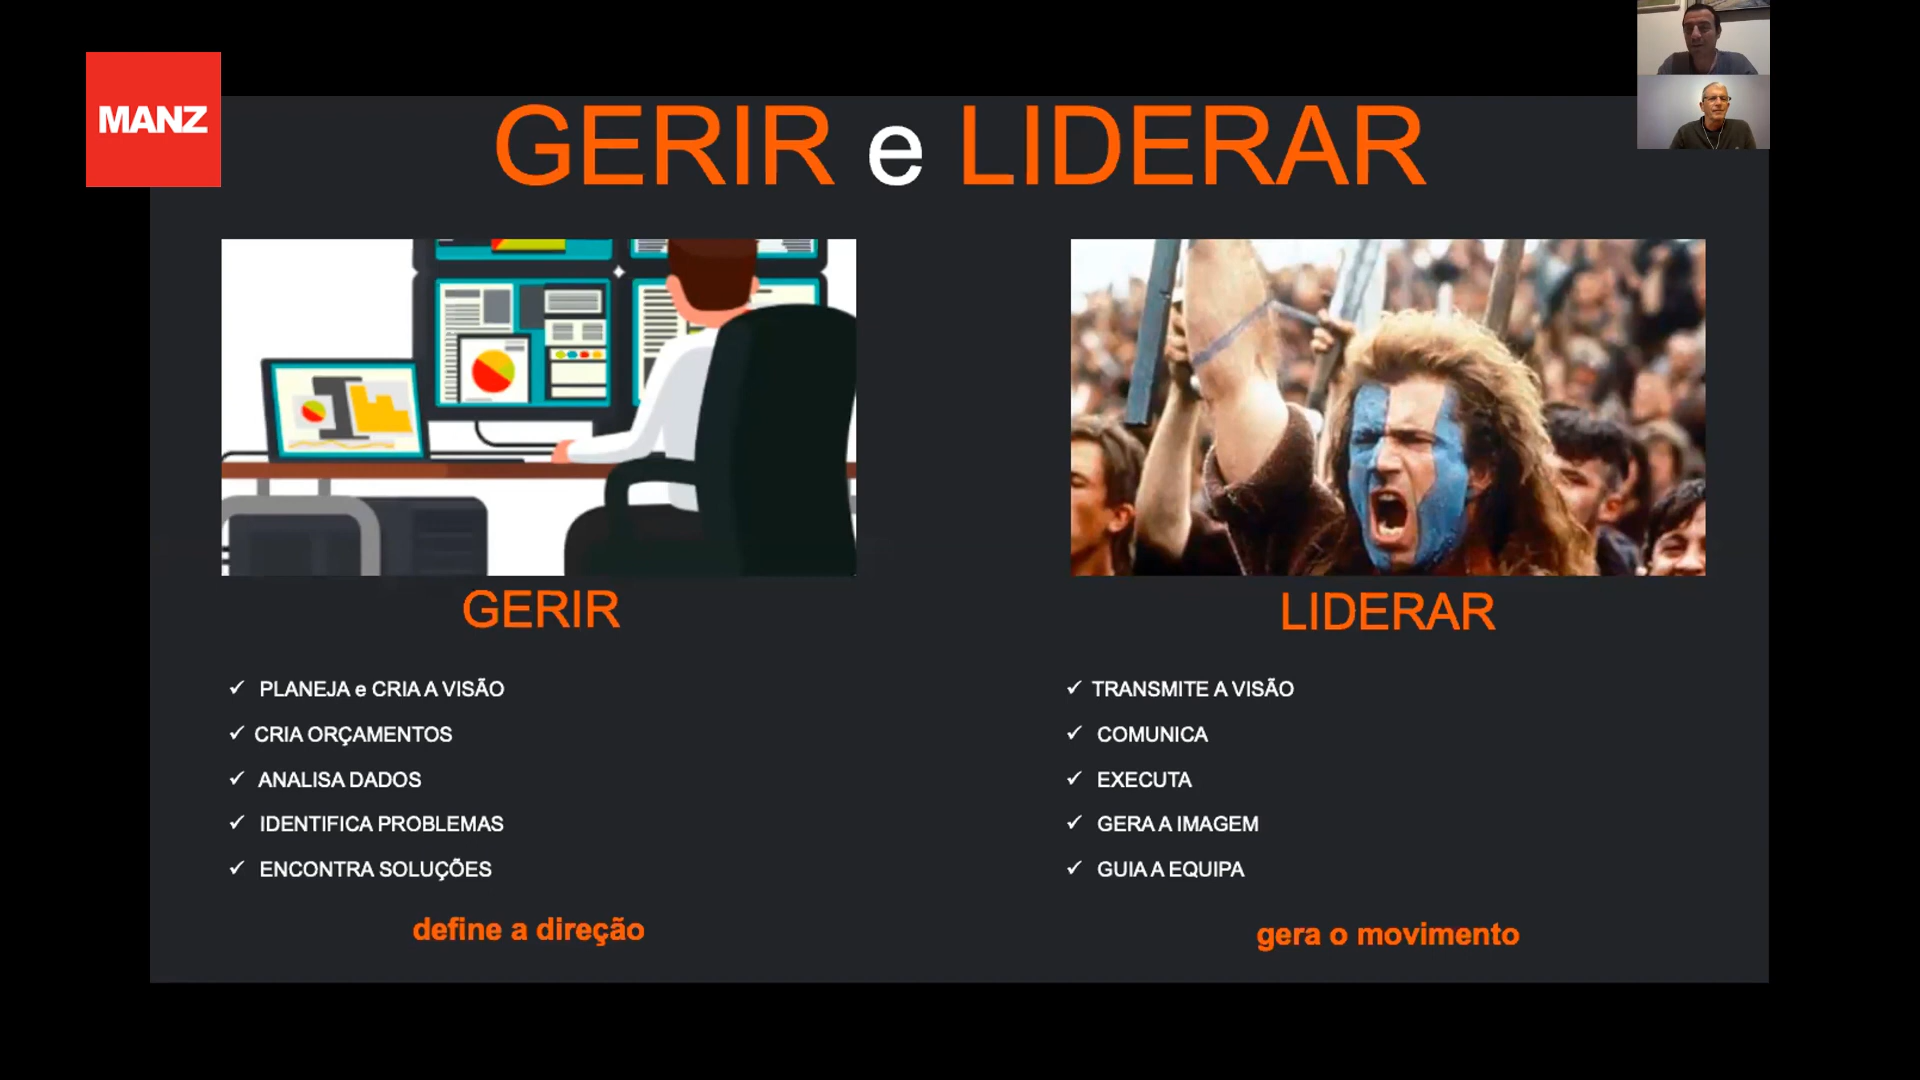 MANZ
GERIR e LIDERAR
GERIR
✓ PLANEJA e CRIA A VISÃO
✓ CRIA ORÇAMENTOS
✓ ANALISA DADOS
✓ IDENTIFICA PROBLEMAS
✓ ENCONTRA SOLUÇÕES
define a direção
LIDERAR
✓ TRANSMITE A VISÃO
✓ COMUNICA
✓ EXECUTA
✓ GERA A IMAGEM
✓ GUIA A EQUIPA
gera o movimento